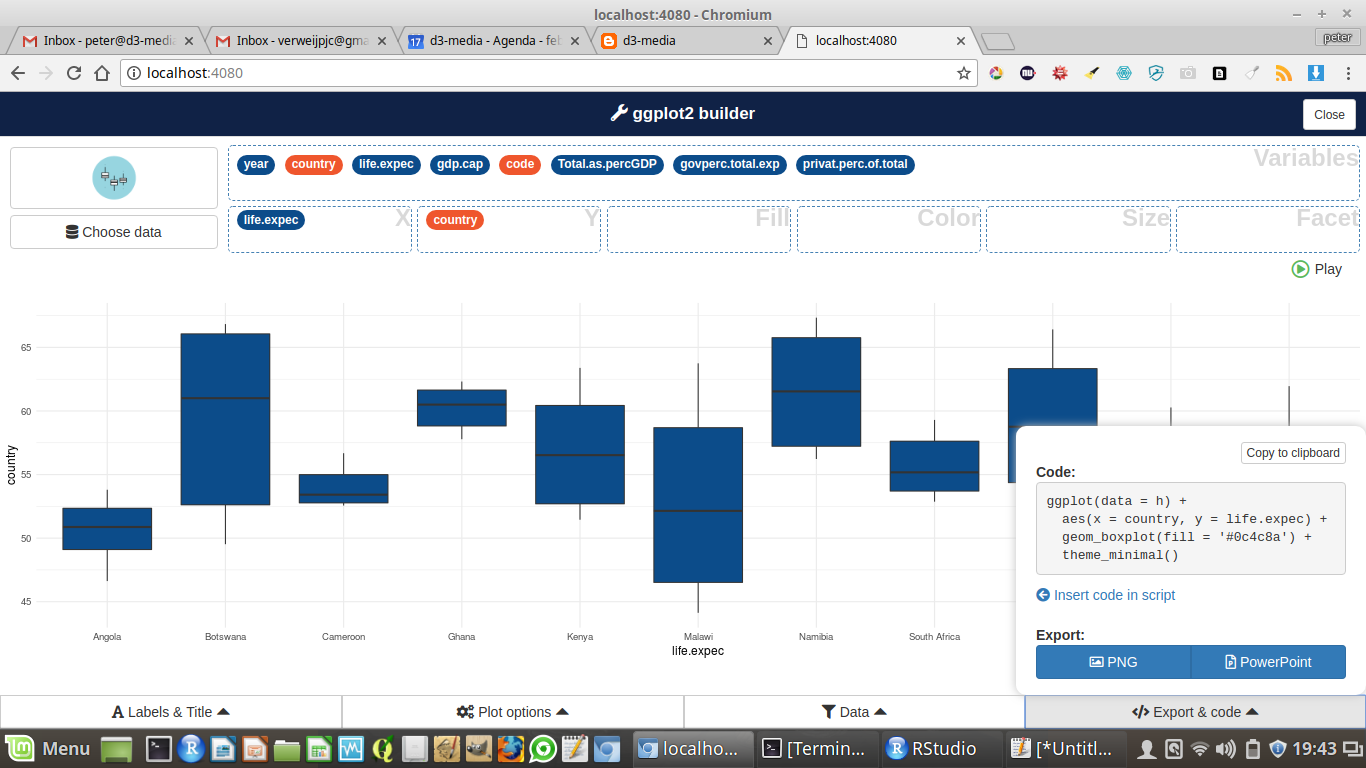 localhost:4080 - Chromium
Inbox - peter@d3-media
Inbox - verweijpjc@gma
17 d3-media - Agenda - feb
d3-media
localhost:4080
peter
localhost:4080
ggplot2 builder
Close
year country life.expec gdp.cap code Total.as.percGDP govperc.total.exp privat.perc.of.total Variables
Choose data
life.expec X country Y Fill Color Size Facet
Play
65
60
55
50
45
country
Angola Botswana Cameroon Ghana Kenya Malawi Namibia South Africa
life.expec
Copy to clipboard
Code:
ggplot(data = h) +
aes(x = country, y = life.expec) +
geom_boxplot(fill = '#0c4c8a') +
theme_minimal()
Insert code in script
Export:
PNG PowerPoint
Labels & Title Plot options Data Export & code
Menu localho... [Termin... RStudio [*Untitl... 19:43